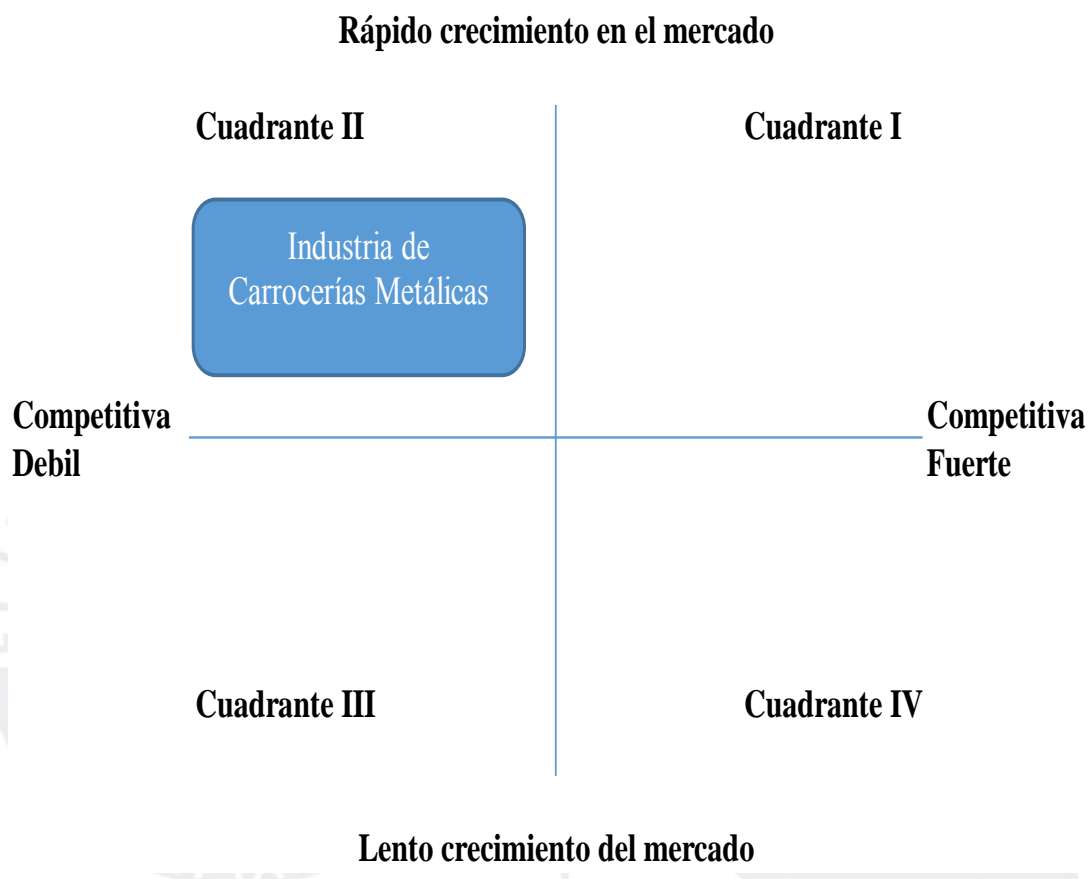 Rápido crecimiento en el mercado
Cuadrante II
Cuadrante I
Industria de
Carrocerías Metálicas
Competitiva
Debil
Competitiva
Fuerte
Cuadrante III
Cuadrante IV
Lento crecimiento del mercado